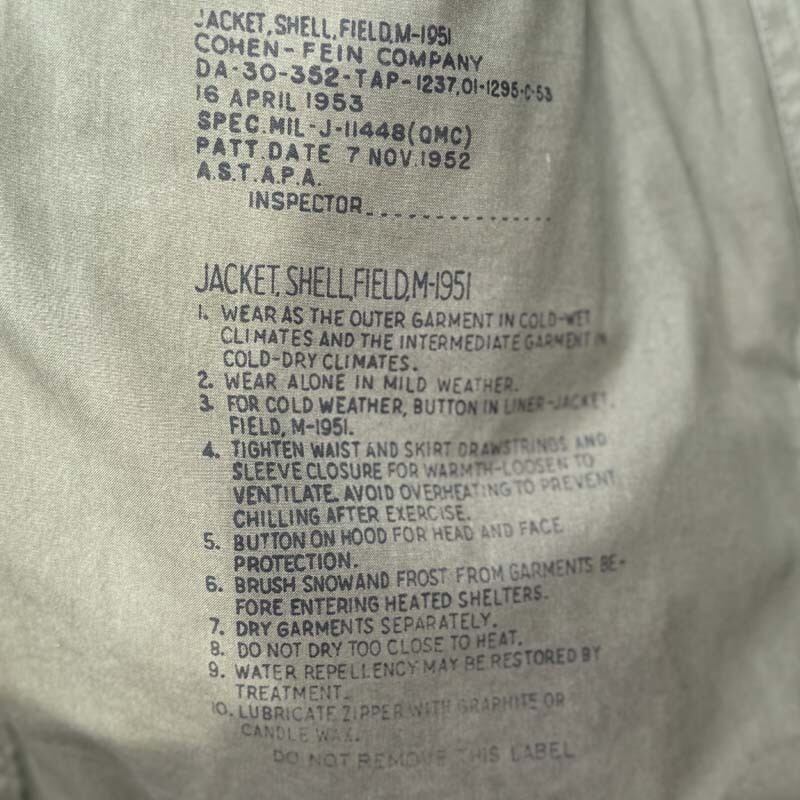 JACKET, SHELL, FIELD, M-1951
COHEN-FEIN COMPANY
DA-30-352-TAP-1237,01-1295-C-53
16 APRIL 1953
SPEC.MIL-J-11448(QMC)
PATT.DATE 7 NOV.1952
A.S.T.A.P.A.
INSPECTOR
JACKET, SHELL, FIELD, M-1951
1. WEAR AS THE OUTER GARMENT IN COLD-WET
CLIMATES AND THE INTERMEDIATE GARMENT IN
COLD-DRY CLIMATES.
2. WEAR ALONE IN MILD WEATHER.
3. FOR COLD WEATHER, BUTTON IN LINER-JACKET,
FIELD, M-1951.
4. TIGHTEN WAIST AND SKIRT DRAWSTRINGS AND
SLEEVE CLOSURE FOR WARMTH-LOOSEN TO
VENTILATE. AVOID OVERHEATING TO PREVENT
CHILLING AFTER EXERCISE.
5. BUTTON ON HOOD FOR HEAD AND FACE
PROTECTION.
6. BRUSH SNOW AND FROST FROM GARMENTS BE-
FORE ENTERING HEATED SHELTERS.
7. DRY GARMENTS SEPARATELY.
8. DO NOT DRY TOO CLOSE TO HEAT.
9. WATER REPELLENCY MAY BE RESTORED BY
TREATMENT.
10. LUBRICATE ZIPPER WITH GRAPHITE OR
CANDLE WAX.
DO NOT REMOVE THIS LABEL